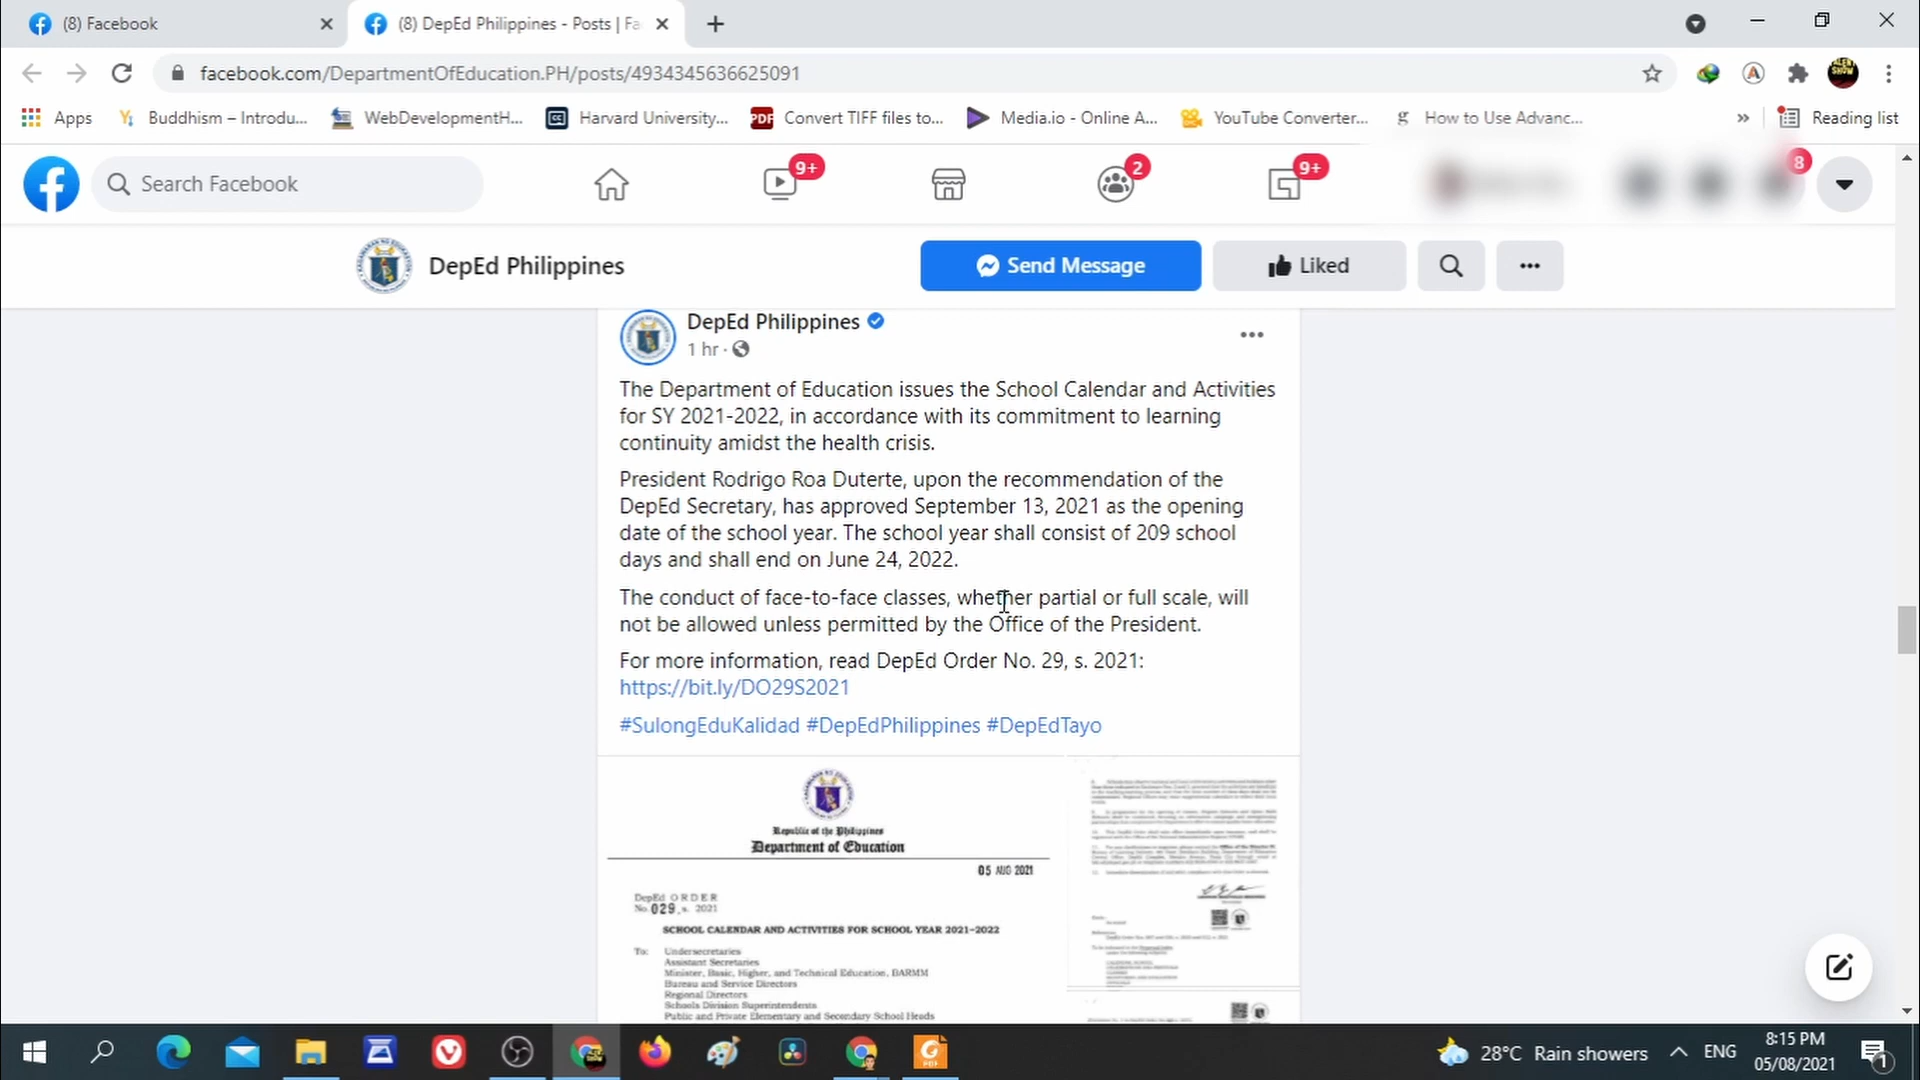 (8) Facebook
(8) DepEd Philippines - Posts | Fa
facebook.com/DepartmentOfEducation.PH/posts/4934345636625091
Apps
Buddhism – Introdu...
WebDevelopmentH...
Harvard University...
PDF
Convert TIFF files to...
Media.io - Online A...
YouTube Converter...
g
How to Use Advanc...
»
Reading list
Search Facebook
9+
2
9+
8
DepEd Philippines
Send Message
Liked
DepEd Philippines
1 hr ·
The Department of Education issues the School Calendar and Activities
for SY 2021-2022, in accordance with its commitment to learning
continuity amidst the health crisis.
President Rodrigo Roa Duterte, upon the recommendation of the
DepEd Secretary, has approved September 13, 2021 as the opening
date of the school year. The school year shall consist of 209 school
days and shall end on June 24, 2022.
The conduct of face-to-face classes, whether partial or full scale, will
not be allowed unless permitted by the Office of the President.
For more information, read DepEd Order No. 29, s. 2021:
https://bit.ly/DO29S2021
#SulongEduKalidad #DepEdPhilippines #DepEdTayo
Republic of the Philippines
Department of Education
05 AUG 2021
DepEd ORDER
No. 029, s. 2021
SCHOOL CALENDAR AND ACTIVITIES FOR SCHOOL YEAR 2021-2022
To: Undersecretaries
Assistant Secretaries
Minister, Basic, Higher, and Technical Education, BARMM
Bureau and Service Directors
Regional Directors
Schools Division Superintendents
Public and Private Elementary and Secondary School Heads
28°C Rain showers
ENG
8:15 PM
05/08/2021
1